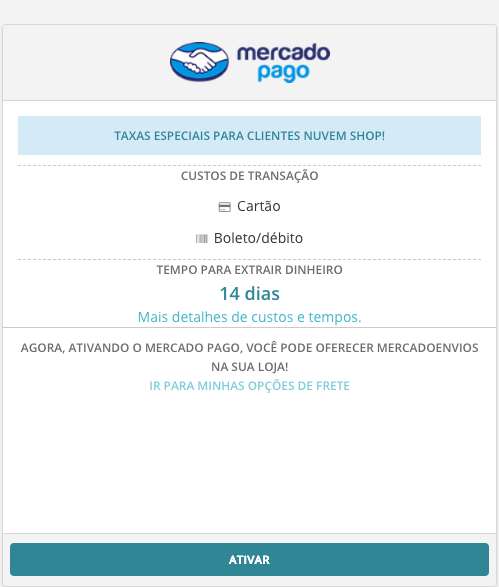 mercado
pago
TAXAS ESPECIAIS PARA CLIENTES NUVEM SHOP!
CUSTOS DE TRANSAÇÃO
Cartão
Boleto/débito
TEMPO PARA EXTRAIR DINHEIRO
14 dias
Mais detalhes de custos e tempos.
AGORA, ATIVANDO O MERCADO PAGO, VOCÊ PODE OFERECER MERCADOENVIOS
NA SUA LOJA!
IR PARA MINHAS OPÇÕES DE FRETE
ATIVAR